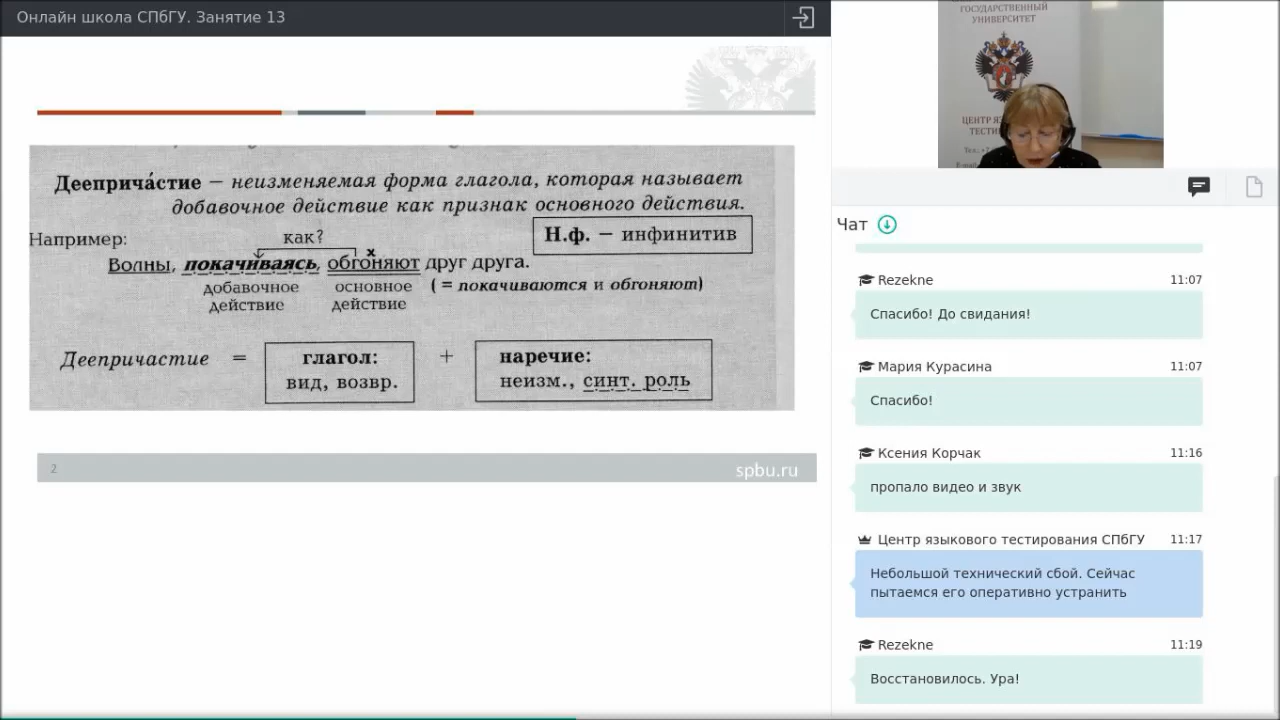 Онлайн школа СПбГУ. Занятие 13
Деепричáстие – неизменяемая форма глагола, которая называет
добавочное действие как признак основного действия.
Например:
как?
Н.ф. – инфинитив
х
Волны, покачиваясь, обгоняют друг друга.
добавочное действие
основное действие
( = покачиваются и обгоняют)
Деепричастие = глагол: + наречие:
вид, возвр.
неизм., синт. роль
2
spbu.ru
ГОСУДАРСТВЕННЫЙ
УНИВЕРСИТЕТ
Чат
Rezekne 11:07
Спасибо! До свидания!
Мария Курасина 11:07
Спасибо!
Ксения Корчак 11:16
пропало видео и звук
Центр языкового тестирования СПбГУ 11:17
Небольшой технический сбой. Сейчас
пытаемся его оперативно устранить
Rezekne 11:19
Восстановилось. Ура!